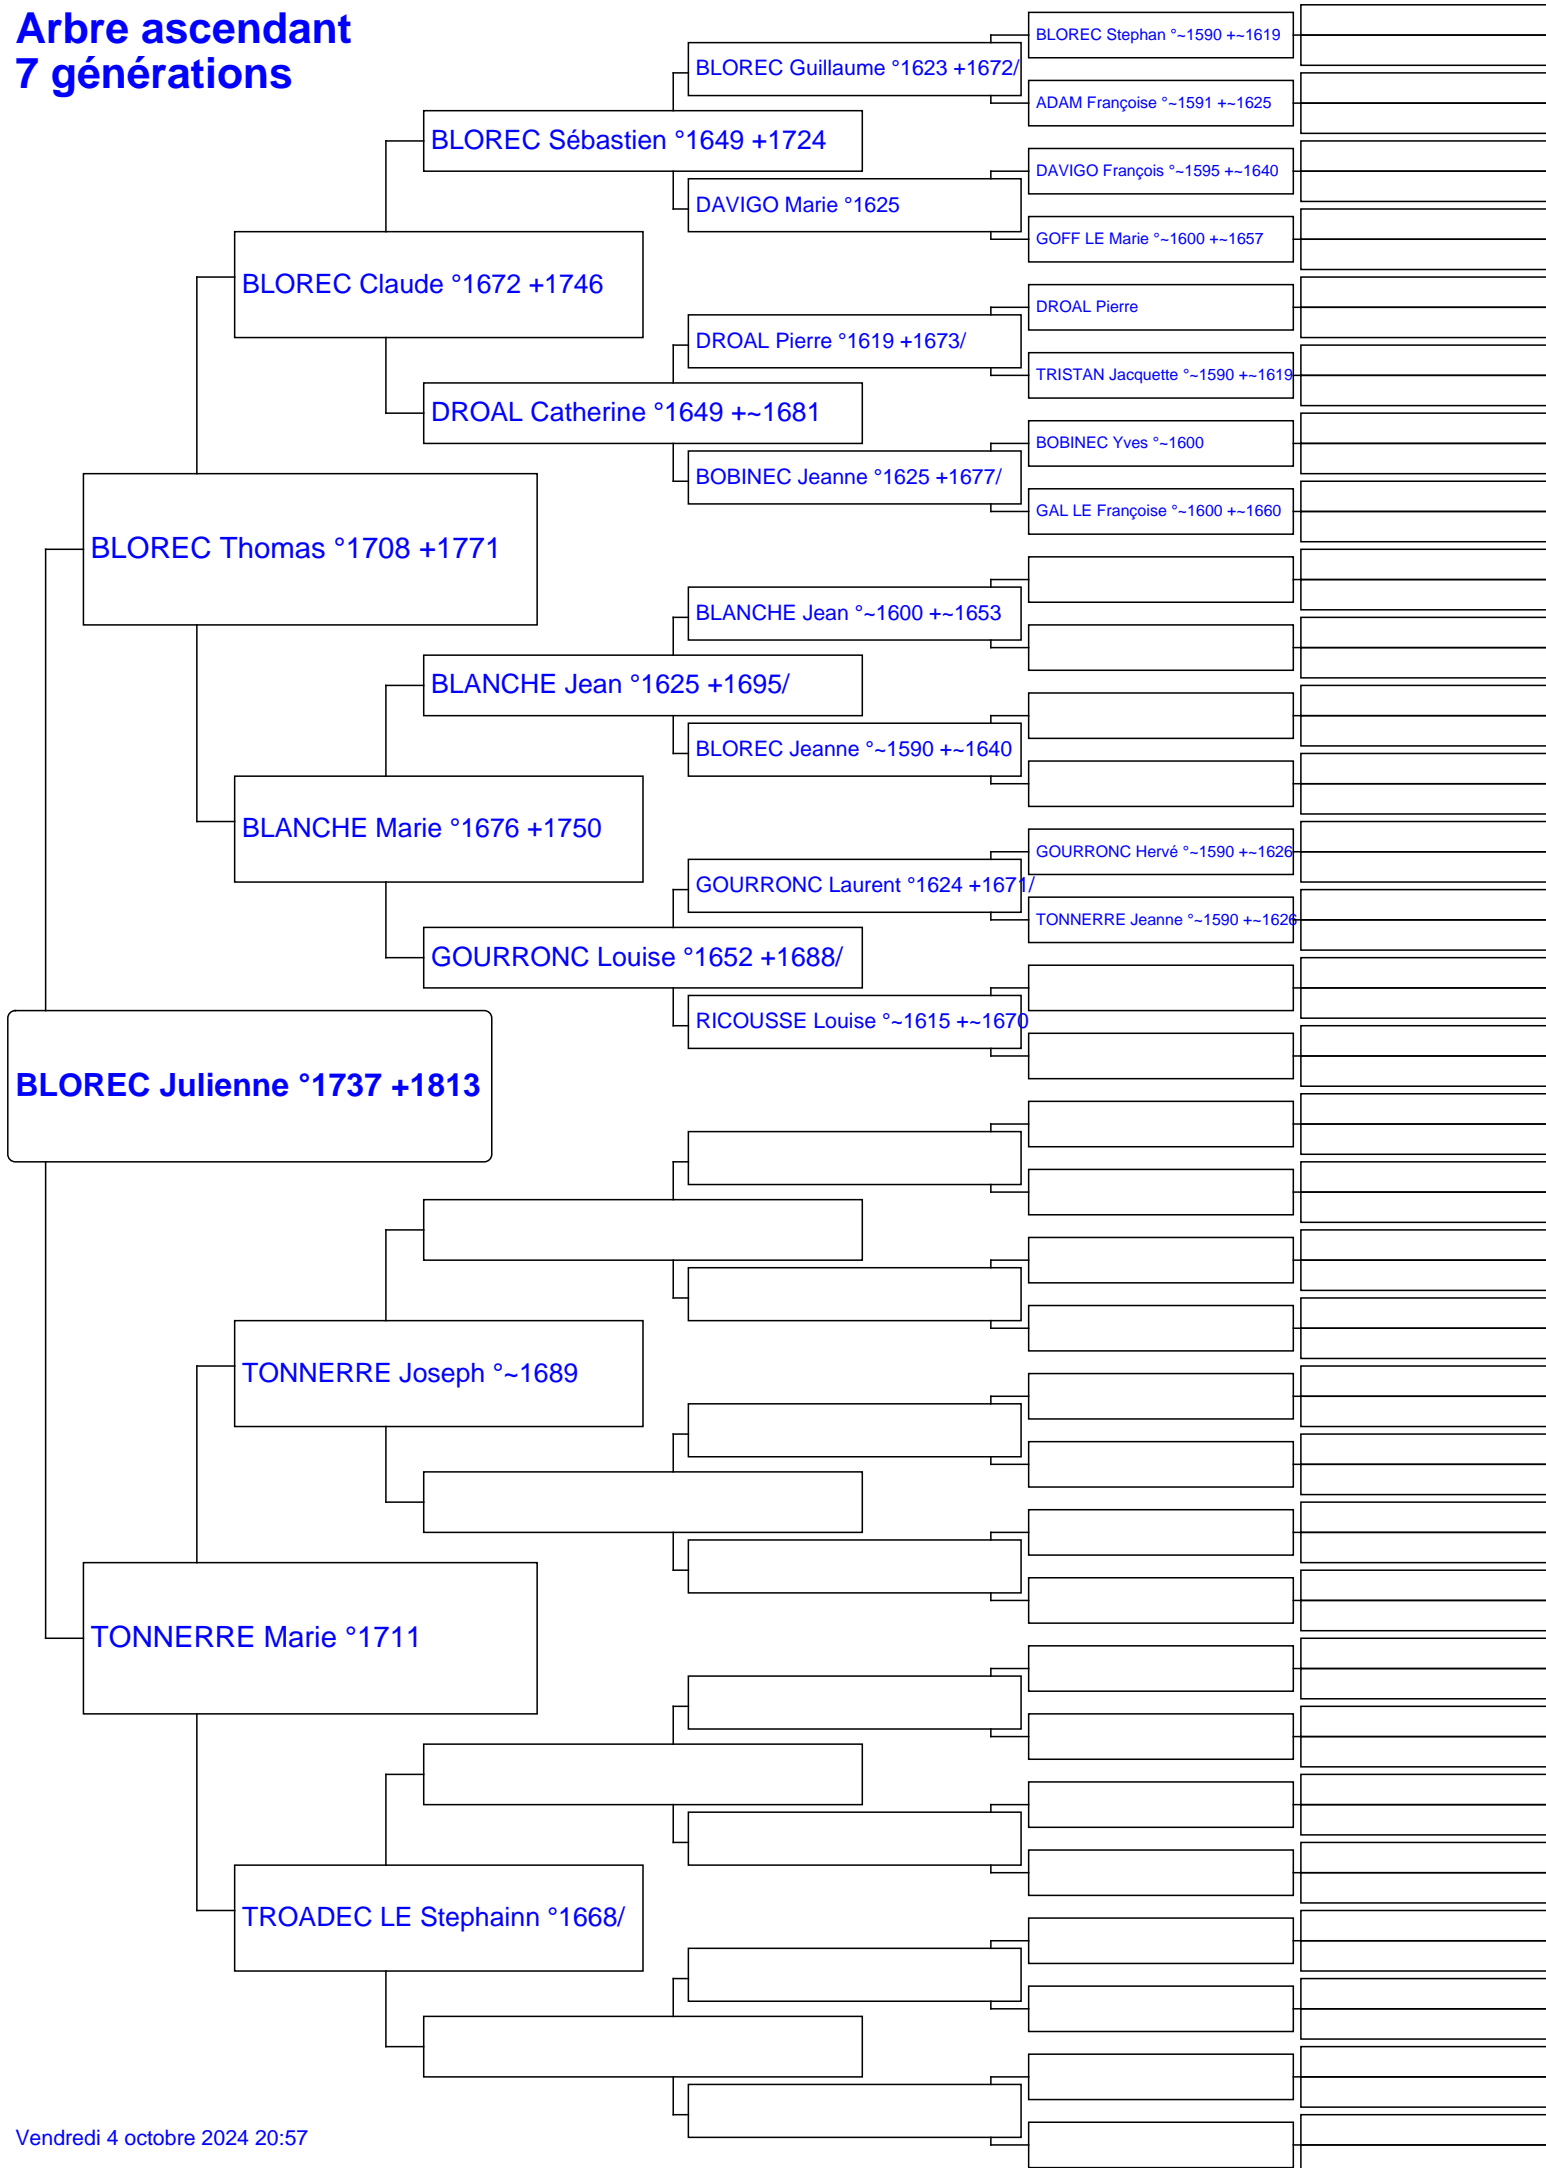 Arbre ascendant
7 générations
BLOREC Stephan °~1590 +~1619
BLOREC Guillaume °1623 +1672/
ADAM Françoise °~1591 +~1625
BLOREC Sébastien °1649 +1724
DAVIGO François °~1595 +~1640
DAVIGO Marie °1625
GOFF LE Marie °~1600 +~1657
BLOREC Claude °1672 +1746
DROAL Pierre
DROAL Pierre °1619 +1673/
TRISTAN Jacquette °~1590 +~1619
DROAL Catherine °1649 +~1681
BOBINEC Yves °~1600
BOBINEC Jeanne °1625 +1677/
GAL LE Françoise °~1600 +~1660
BLOREC Thomas °1708 +1771
BLANCHE Jean °~1600 +~1653
BLANCHE Jean °1625 +1695/
BLOREC Jeanne °~1590 +~1640
BLANCHE Marie °1676 +1750
GOURRONC Hervé °~1590 +~1626
GOURRONC Laurent °1624 +1671/
TONNERRE Jeanne °~1590 +~1626
GOURRONC Louise °1652 +1688/
RICOUSSE Louise °~1615 +~1670
BLOREC Julienne °1737 +1813
TONNERRE Joseph °~1689
TONNERRE Marie °1711
TROADEC LE Stephainn °1668/
Vendredi 4 octobre 2024 20:57